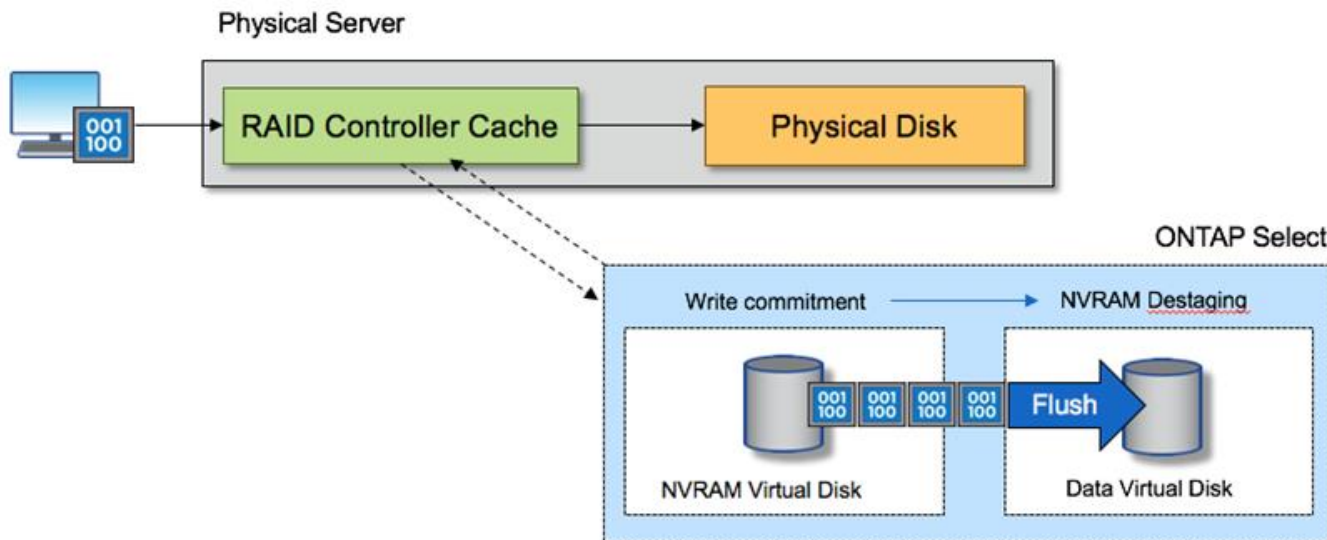 Physical Server
001
100
RAID Controller Cache
Physical Disk
ONTAP Select
Write commitment
NVRAM Destaging
001
100
001
100
001
100
001
100
Flush
NVRAM Virtual Disk
Data Virtual Disk